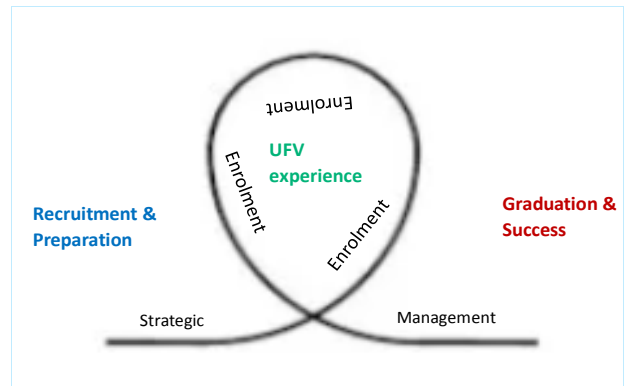 Enrolment
UFV
experience
Enrolment
Enrolment
Recruitment &
Preparation
Graduation &
Success
Strategic
Management